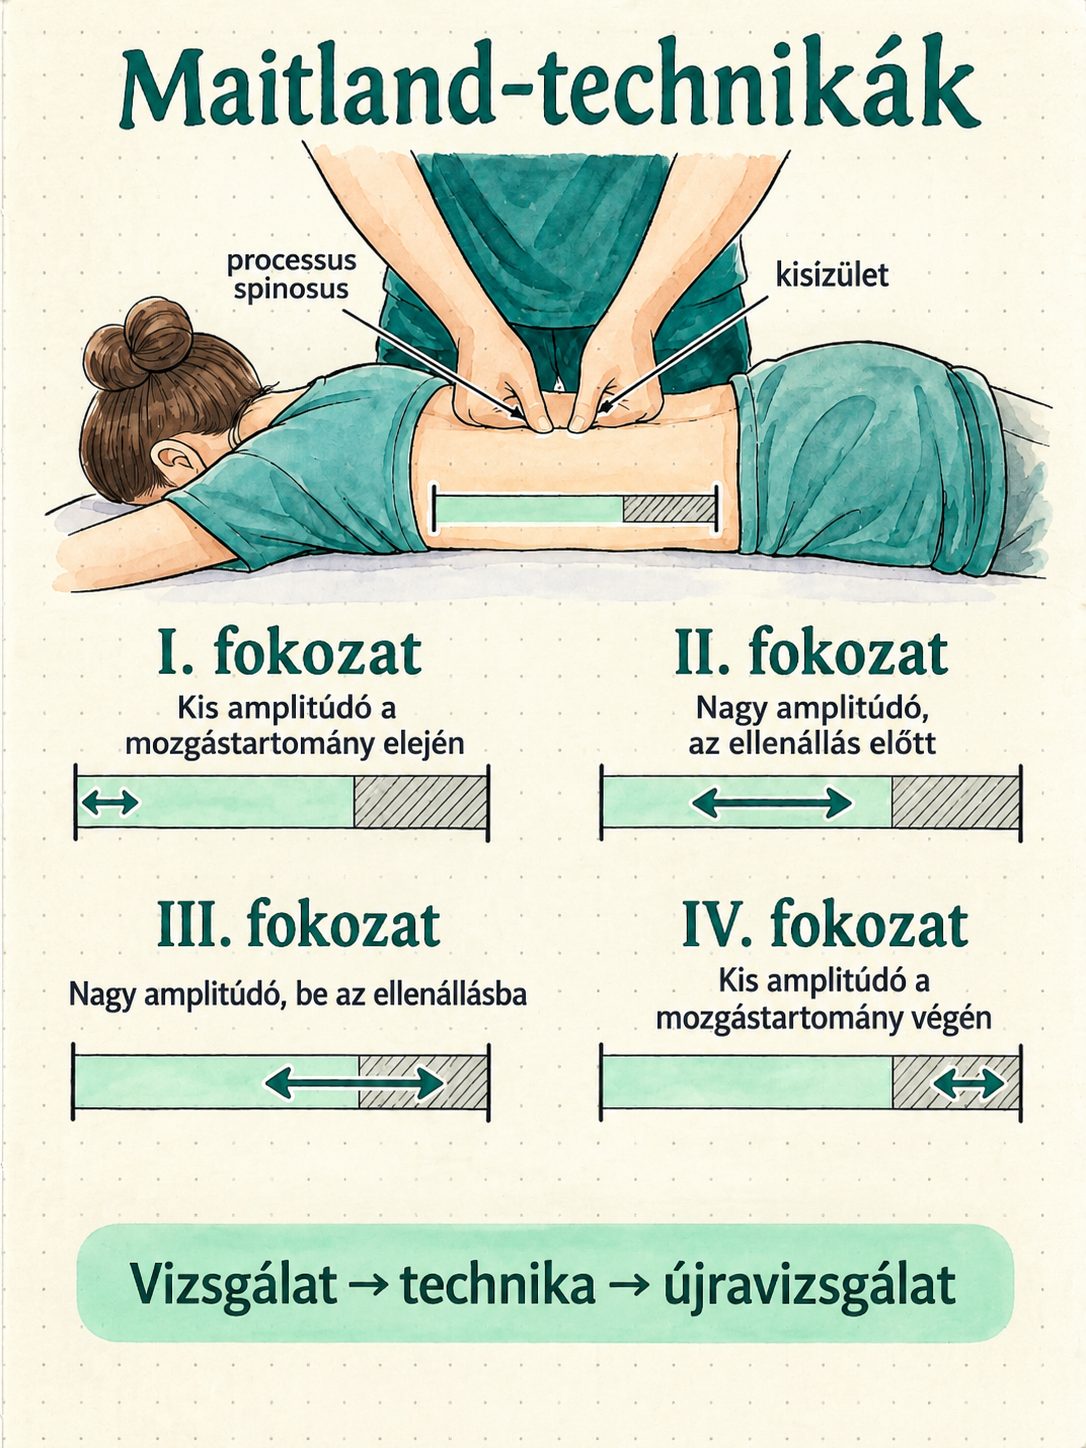 Maitland-technikák
processus
spinosus
kisízület
I. fokozat
Kis amplitúdó a
mozgástartomány elején
II. fokozat
Nagy amplitúdó,
az ellenállás előtt
III. fokozat
Nagy amplitúdó, be az ellenállásba
IV. fokozat
Kis amplitúdó a
mozgástartomány végén
Vizsgálat → technika → újravizsgálat